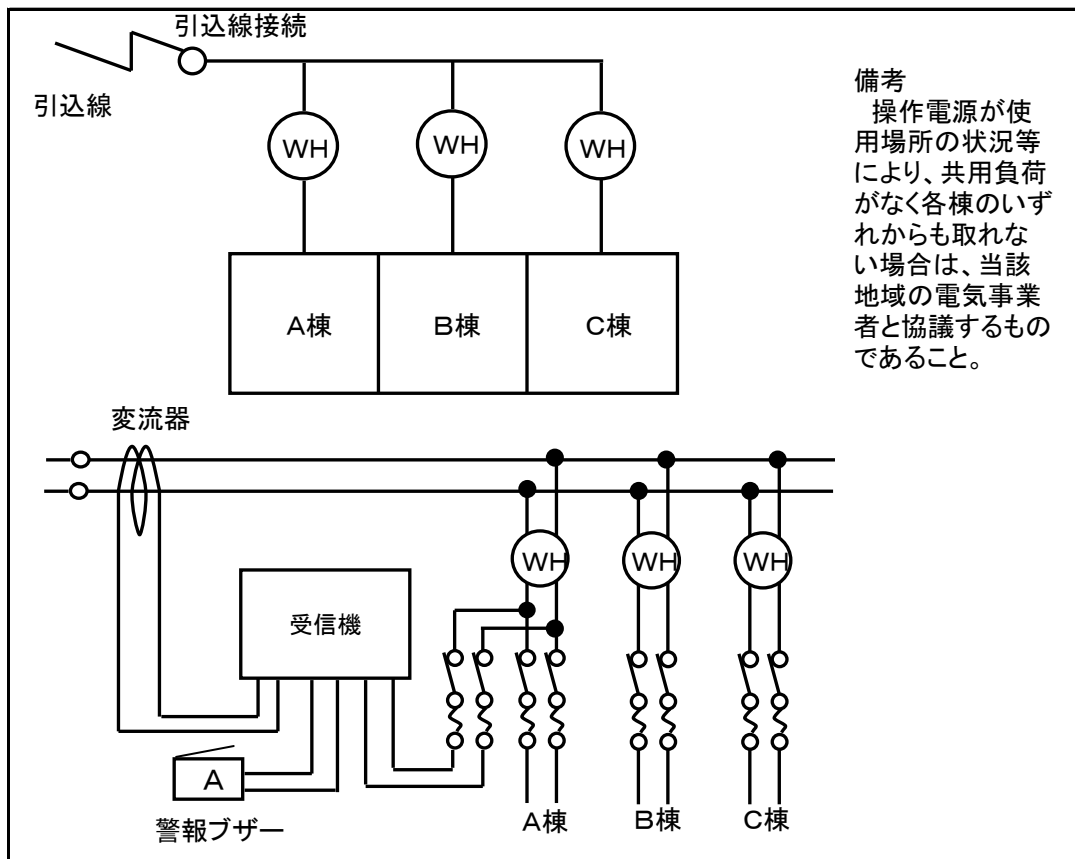 引込線接続
引込線
WH
WH
WH
A棟
B棟
C棟
備考
操作電源が使
用場所の状況等
により、共用負荷
がなく各棟のいず
れからも取れな
い場合は、当該
地域の電気事業
者と協議するもの
であること。
変流器
WH
WH
WH
受信機
A
警報ブザー
A棟
B棟
C棟